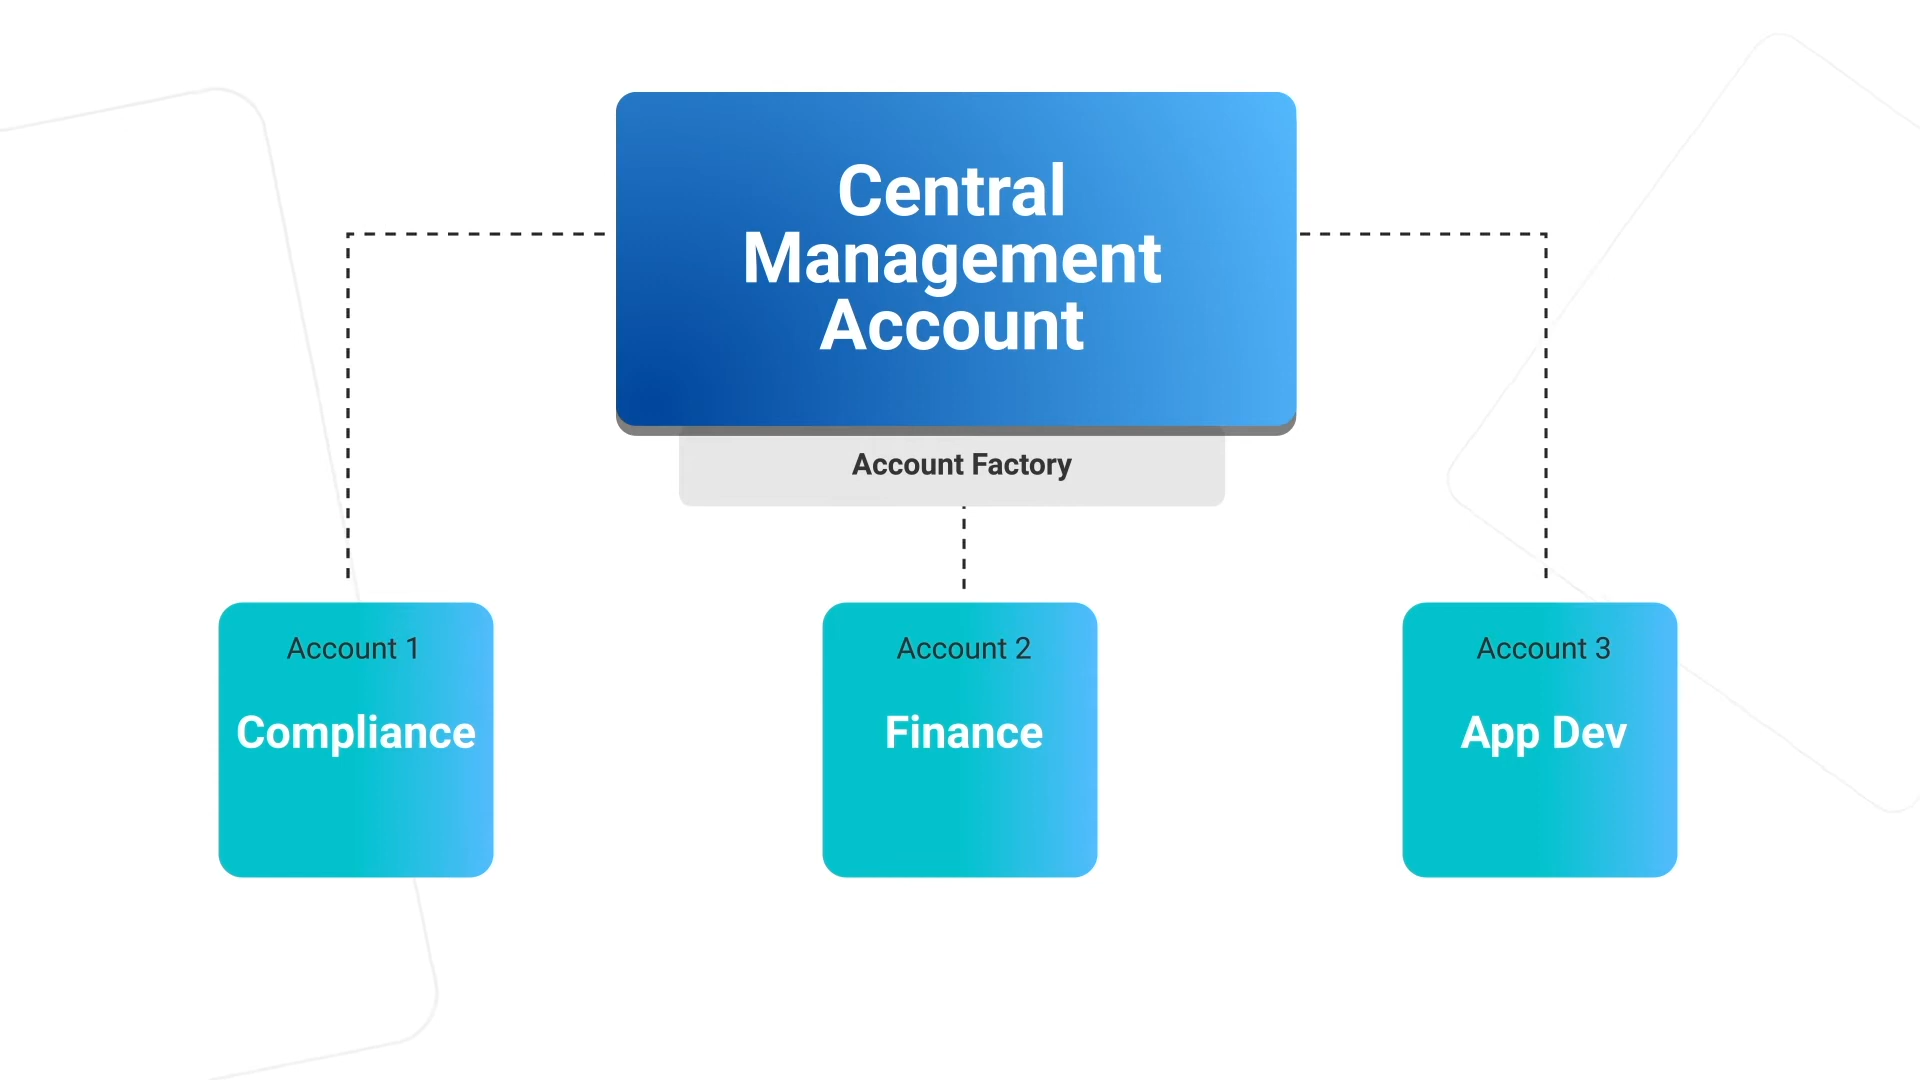 Central
Management
Account
Account Factory
Account 1
Compliance
Account 2
Finance
Account 3
App Dev